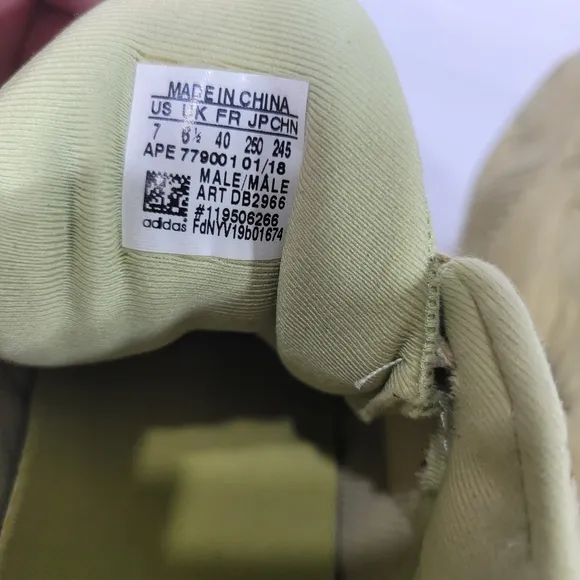 MADE IN CHINA
US UK FR JP CHN
7 6½ 40 250 245
APE 779001 01/18
MALE/MÂLE
ART DB2966
#119506266
adidas FdNYV19b01674